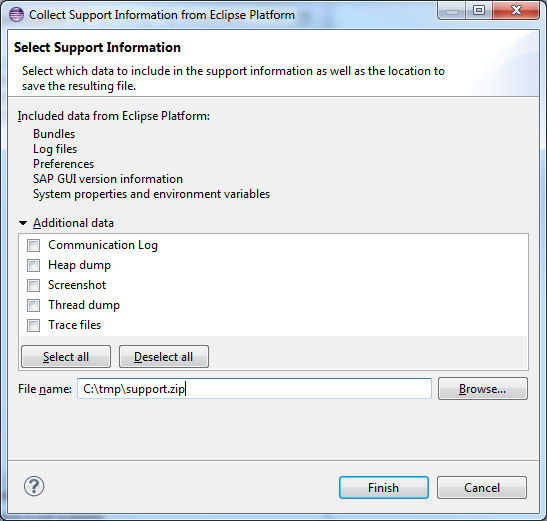 Collect Support Information from Eclipse Platform
Select Support Information
Select which data to include in the support information as well as the location to
save the resulting file.
Included data from Eclipse Platform:
Bundles
Log files
Preferences
SAP GUI version information
System properties and environment variables
Additional data
Communication Log
Heap dump
Screenshot
Thread dump
Trace files
Select all
Deselect all
File name: C:\tmp\support.zip Browse...
? Finish Cancel